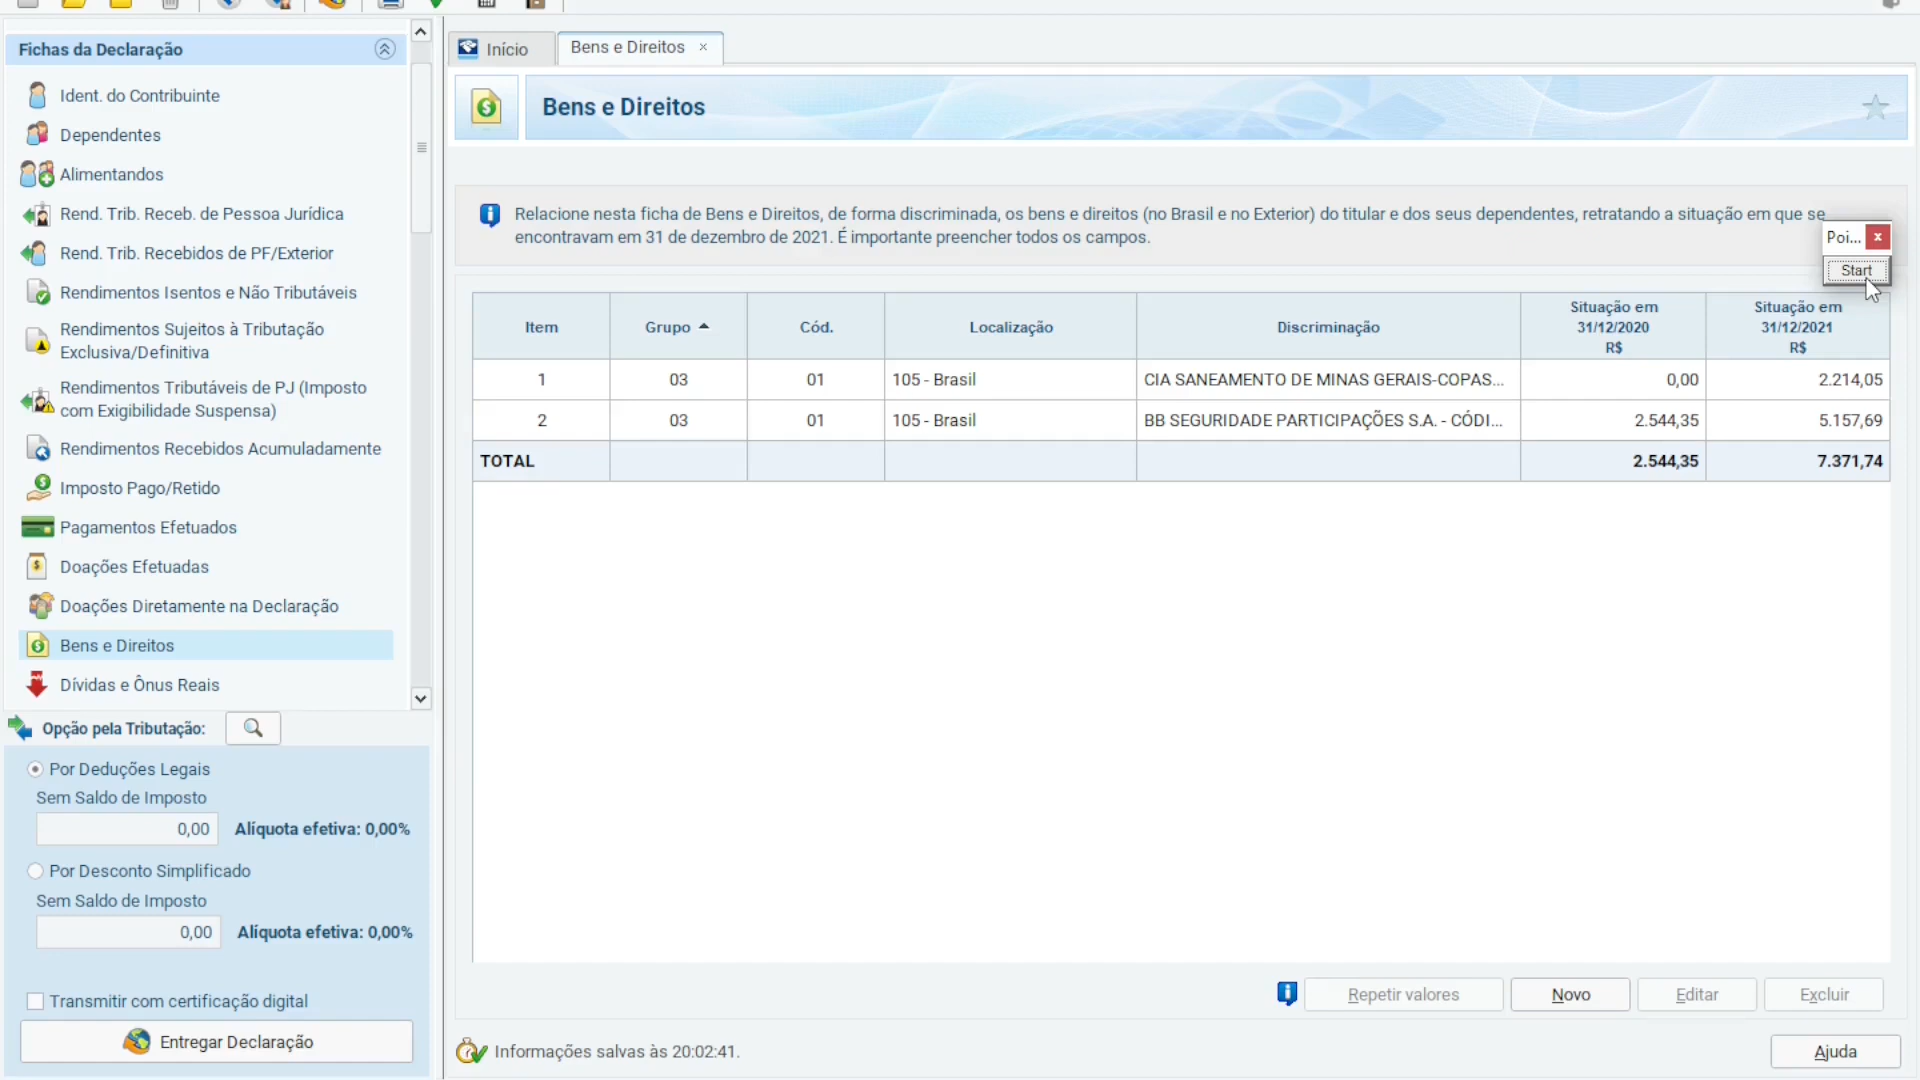 Fichas da Declaração
Ident. do Contribuinte
Dependentes
Alimentandos
Rend. Trib. Receb. de Pessoa Jurídica
Rend. Trib. Recebidos de PF/Exterior
Rendimentos Isentos e Não Tributáveis
Rendimentos Sujeitos à Tributação
Exclusiva/Definitiva
Rendimentos Tributáveis de PJ (Imposto
com Exigibilidade Suspensa)
Rendimentos Recebidos Acumuladamente
Imposto Pago/Retido
Pagamentos Efetuados
Doações Efetuadas
Doações Diretamente na Declaração
Bens e Direitos
Dívidas e Ônus Reais
Opção pela Tributação:
Por Deduções Legais
Sem Saldo de Imposto
0,00 Alíquota efetiva: 0,00%
Por Desconto Simplificado
Sem Saldo de Imposto
0,00 Alíquota efetiva: 0,00%
Transmitir com certificação digital
Entregar Declaração
Início Bens e Direitos ×
Bens e Direitos
Relacione nesta ficha de Bens e Direitos, de forma discriminada, os bens e direitos (no Brasil e no Exterior) do titular e dos seus dependentes, retratando a situação em que se
encontravam em 31 de dezembro de 2021. É importante preencher todos os campos.
Poi... x
Start
Item Grupo Cód. Localização Discriminação Situação em 31/12/2020 R$ Situação em 31/12/2021 R$
1 03 01 105 - Brasil CIA SANEAMENTO DE MINAS GERAIS-COPAS... 0,00 2.214,05
2 03 01 105 - Brasil BB SEGURIDADE PARTICIPAÇÕES S.A. - CÓDI... 2.544,35 5.157,69
TOTAL 2.544,35 7.371,74
Repetir valores Novo Editar Excluir
Informações salvas às 20:02:41.
Ajuda